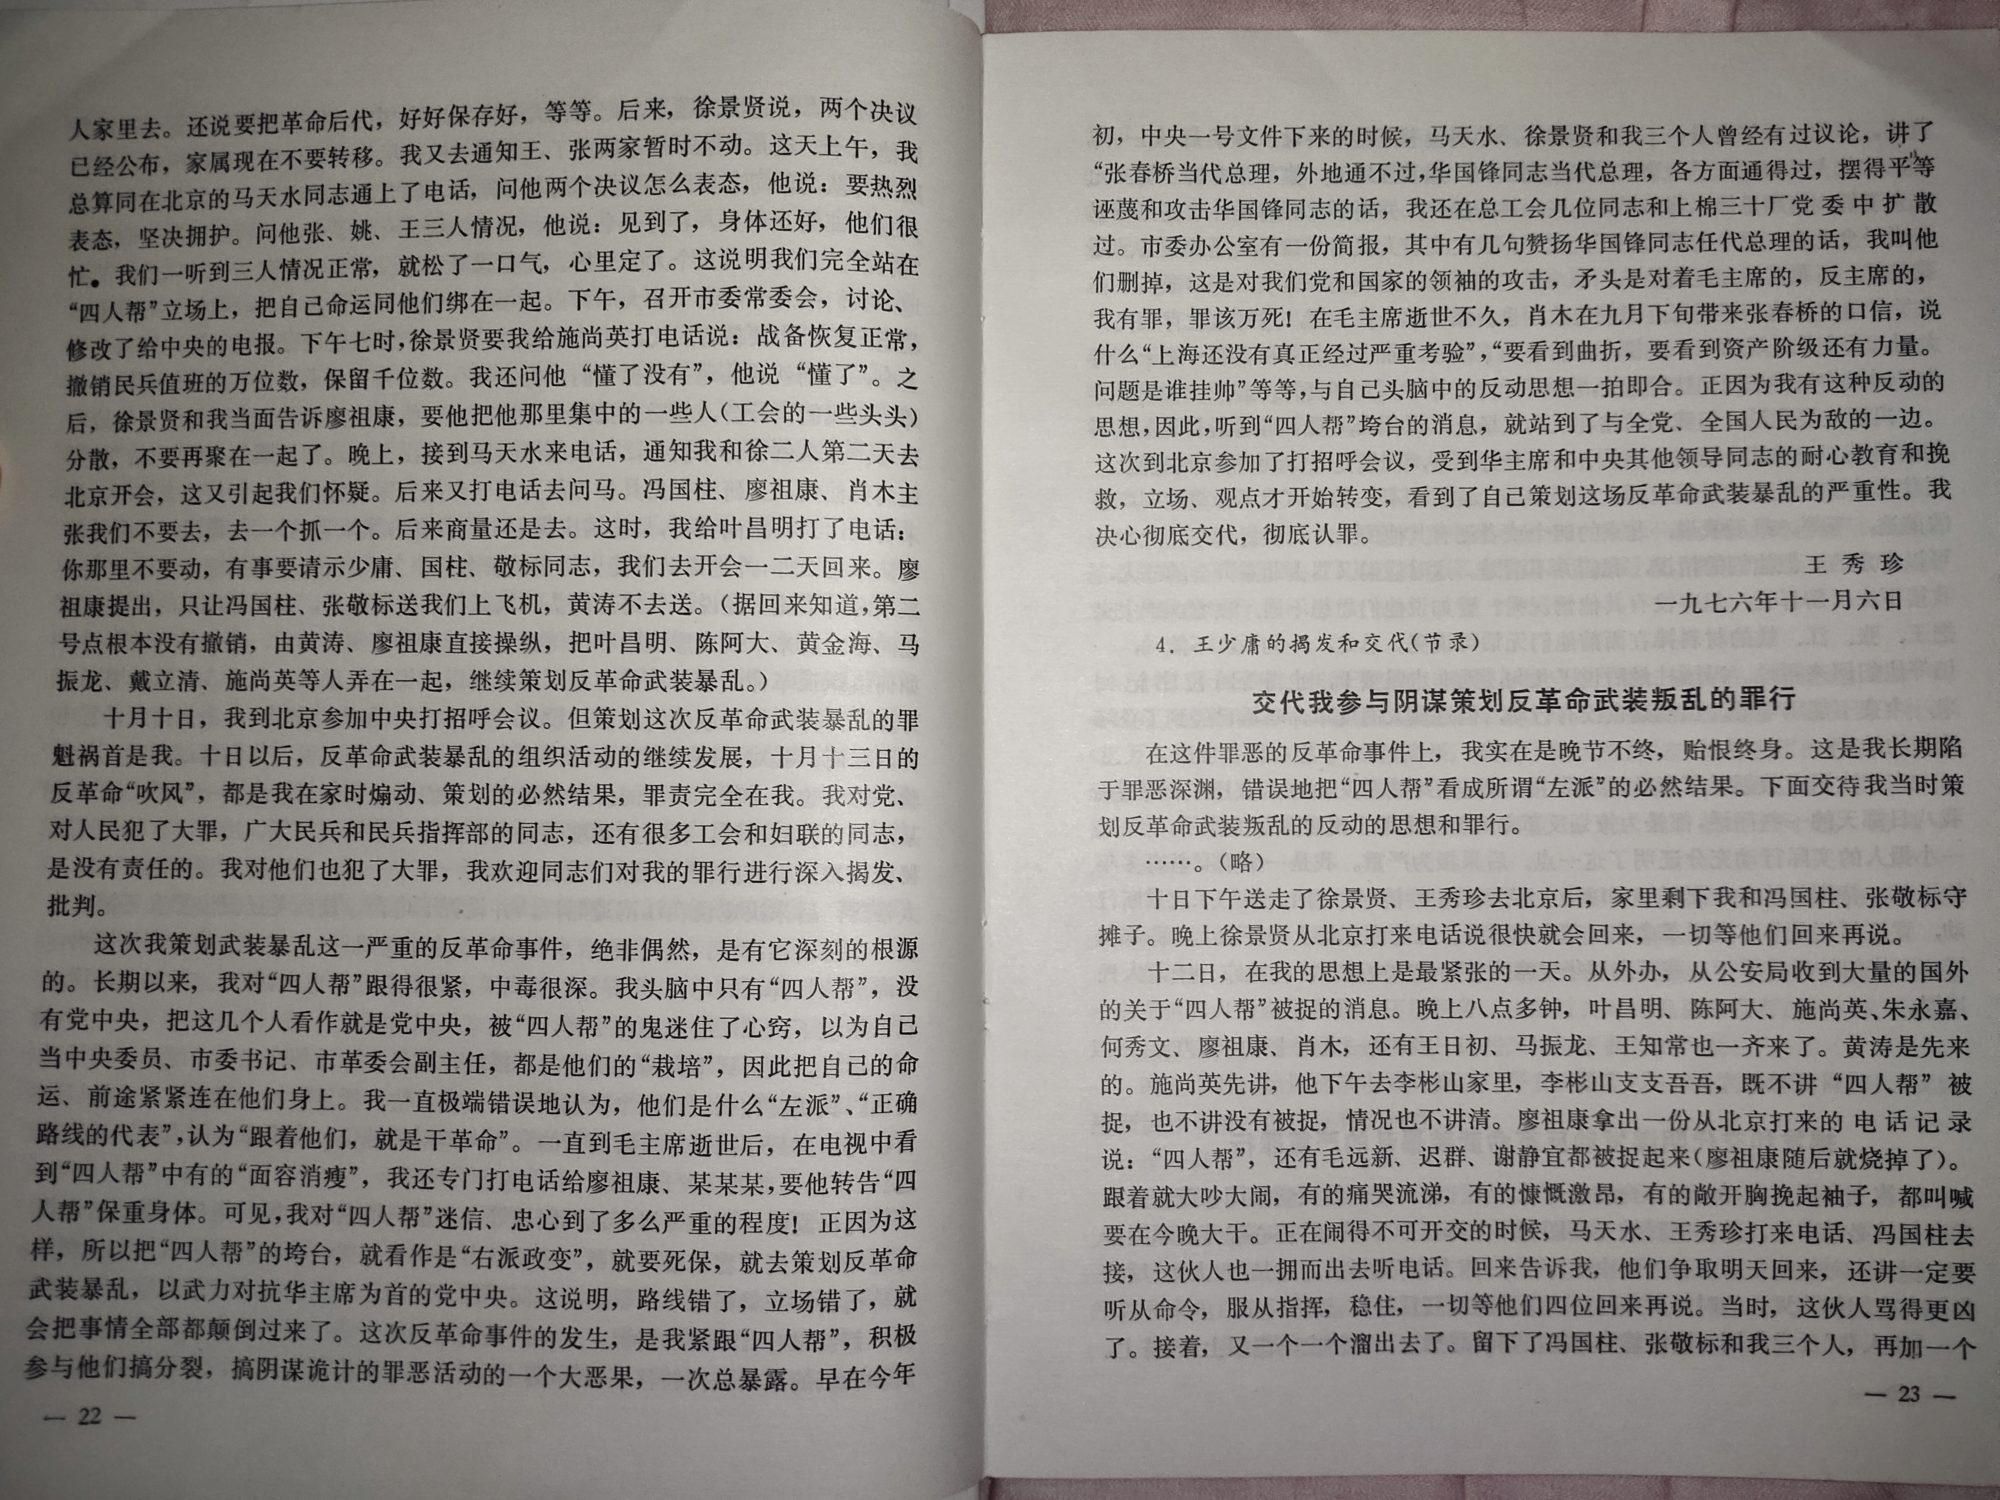 人家里去。还说要把革命后代，好好保存好，等等。后来，徐景贤说，两个决议
已经公布，家属现在不要转移。我又去通知王、张两家暂时不动。这天上午，我
总算同在北京的马天水同志通上了电话，问他两个决议怎么表态，他说：要热烈
表态，坚决拥护。问他张、姚、王三人情况，他说：见到了，身体还好，他们很
忙。我们一听到三人情况正常，就松了一口气，心里定了。这说明我们完全站在
“四人帮”立场上，把自己命运同他们绑在一起。下午，召开市委常委会，讨论、
修改了给中央的电报。下午七时，徐景贤要我给施尚英打电话说：战备恢复正常，
撤销民兵值班的万位数，保留千位数。我还问他“懂了没有”，他说“懂了”。之
后，徐景贤和我当面告诉廖祖康，要他把他那里集中的一些人（工会的一些头头）
分散，不要再聚在一起了。晚上，接到马天水来电话，通知我和徐二人第二天去
北京开会，这又引起我们怀疑。后来又打电话去问马。冯国柱、廖祖康、肖木主
张我们不要去，去一个抓一个。后来商量还是去。这时，我给叶昌明打了电话：
你那里不要动，有事要请示少庸、国柱、敬标同志，我们去开会一二天回来。廖
祖康提出，只让冯国柱、张敬标送我们上飞机，黄涛不去送。（据回来知道，第二
号点根本没有撤销，由黄涛、廖祖康直接操纵，把叶昌明、陈阿大、黄金海、马
振龙、戴立清、施尚英等人弄在一起，继续策划反革命武装暴乱。）
十月十日，我到北京参加中央打招呼会议。但策划这次反革命武装暴乱的罪
魁祸首是我。十日以后，反革命武装暴乱的组织活动的继续发展，十月十三日的
反革命“吹风”，都是我在家时煽动、策划的必然结果，罪责完全在我。我对党、
对人民犯了大罪，广大民兵和民兵指挥部的同志，还有很多工会和妇联的同志，
是没有责任的。我对他们也犯了大罪，我欢迎同志们对我的罪行进行深入揭发、
批判。
这次我策划武装暴乱这一严重的反革命事件，绝非偶然，是有它深刻的根源
的。长期以来，我对“四人帮”跟得很紧，中毒很深。我头脑中只有“四人帮”，没
有党中央，把这几个人看作就是党中央，被“四人帮”的鬼迷住了心窍，以为自己
当中央委员、市委书记、市革委会副主任，都是他们的“栽培”，因此把自己的命
运、前途紧紧连在他们身上。我一直极端错误地认为，他们是什么“左派”、“正确
路线的代表”，认为“跟着他们，就是干革命”。一直到毛主席逝世后，在电视中看
到“四人帮”中有的“面容消瘦”，我还专门打电话给廖祖康、某某某，要他转告“四
人帮”保重身体。可见，我对“四人帮”迷信、忠心到了多么严重的程度！正因为这
样，所以把“四人帮”的垮台，就看作是“右派政变”，就要死保，就去策划反革命
武装暴乱，以武力对抗华主席为首的党中央。这说明，路线错了，立场错了，就
会把事情全部都颠倒过来了。这次反革命事件的发生，是我紧跟“四人帮”，积极
参与他们搞分裂，搞阴谋诡计的罪恶活动的一个大恶果，一次总暴露。早在今年
— 22 —
初，中央一号文件下来的时候，马天水、徐景贤和我三个人曾经有过议论，讲了
“张春桥当代总理，外地通不过，华国锋同志当代总理，各方面通得过，摆得平”等
诬蔑和攻击华国锋同志的话，我还在总工会几位同志和上棉三十厂党委中扩散
过。市委办公室有一份简报，其中有几句赞扬华国锋同志任代总理的话，我叫他
们删掉，这是对我们党和国家的领袖的攻击，矛头是对着毛主席的，反主席的，
我有罪，罪该万死！在毛主席逝世不久，肖木在九月下旬带来张春桥的口信，说
什么“上海还没有真正经过严重考验”，“要看到曲折，要看到资产阶级还有力量。
问题是谁挂帅”等等，与自己头脑中的反动思想一拍即合。正因为我有这种反动的
思想，因此，听到“四人帮”垮台的消息，就站到了与全党、全国人民为敌的一边。
这次到北京参加了打招呼会议，受到华主席和中央其他领导同志的耐心教育和挽
救，立场、观点才开始转变，看到了自己策划这场反革命武装暴乱的严重性。我
决心彻底交代，彻底认罪。
王秀珍
一九七六年十一月六日
4．王少庸的揭发和交代（节录）
交代我参与阴谋策划反革命武装叛乱的罪行
在这件罪恶的反革命事件上，我实在是晚节不终，贻恨终身。这是我长期陷
于罪恶深渊，错误地把“四人帮”看成所谓“左派”的必然结果。下面交待我当时策
划反革命武装叛乱的反动的思想和罪行。
……。（略）
十日下午送走了徐景贤、王秀珍去北京后，家里剩下我和冯国柱、张敬标守
摊子。晚上徐景贤从北京打来电话说很快就会回来，一切等他们回来再说。
十二日，在我的思想上是最紧张的一天。从外办，从公安局收到大量的国外
的关于“四人帮”被捉的消息。晚上八点多钟，叶昌明、陈阿大、施尚英、朱永嘉、
何秀文、廖祖康、肖木，还有王日初、马振龙、王知常也一齐来了。黄涛是先来
的。施尚英先讲，他下午去李彬山家里，李彬山支支吾吾，既不讲“四人帮”被
捉，也不讲没有被捉，情况也不讲清。廖祖康拿出一份从北京打来的电话记录
说：“四人帮”，还有毛远新、迟群、谢静宜都被捉起来（廖祖康随后就烧掉了）。
跟着就大吵大闹，有的痛哭流涕，有的慷慨激昂，有的敞开胸挽起袖子，都叫喊
要在今晚大干。正在闹得不可开交的时候，马天水、王秀珍打来电话、冯国柱去
接，这伙人也一拥而出去听电话。回来告诉我，他们争取明天回来，还讲一定要
听从命令，服从指挥，稳住，一切等他们四位回来再说。当时，这伙人骂得更凶
了。接着，又一个一个溜出去了。留下了冯国柱、张敬标和我三个人，再加一个
— 23 —